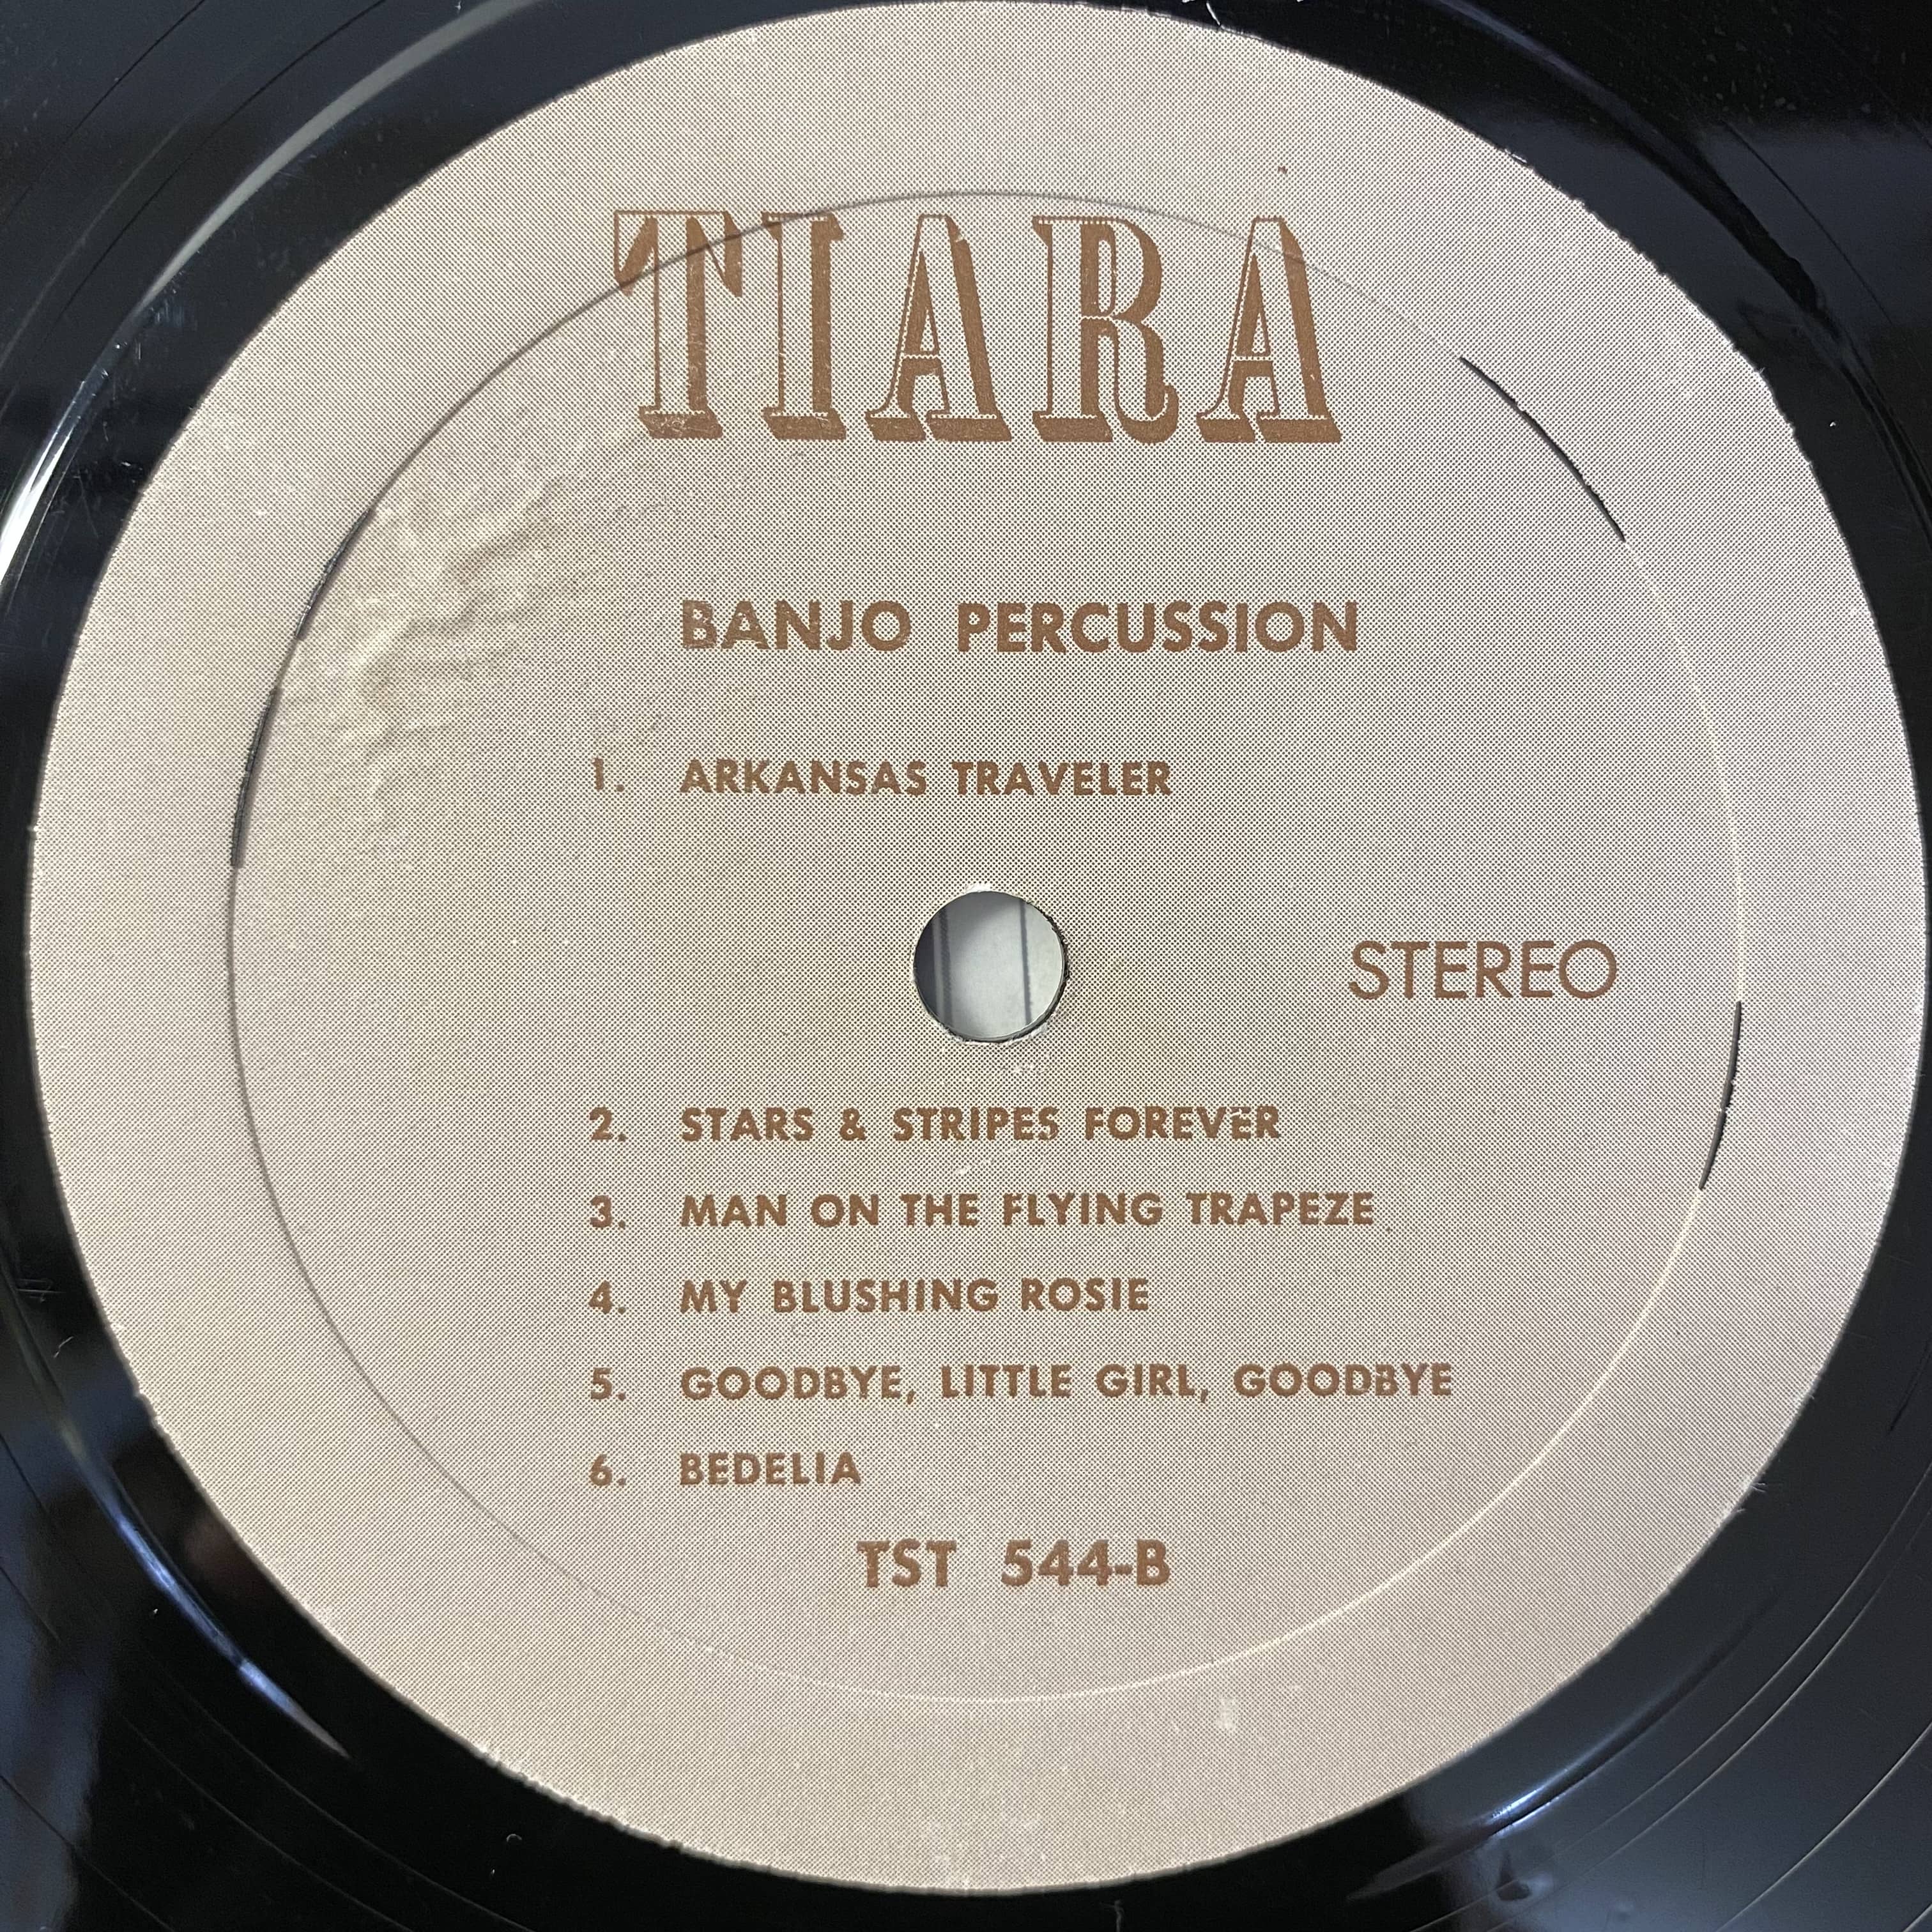 TIARA
BANJO PERCUSSION
1. ARKANSAS TRAVELER
STEREO
2. STARS & STRIPES FOREVER
3. MAN ON THE FLYING TRAPEZE
4. MY BLUSHING ROSIE
5. GOODBYE, LITTLE GIRL, GOODBYE
6. BEDELIA
TST 544-B